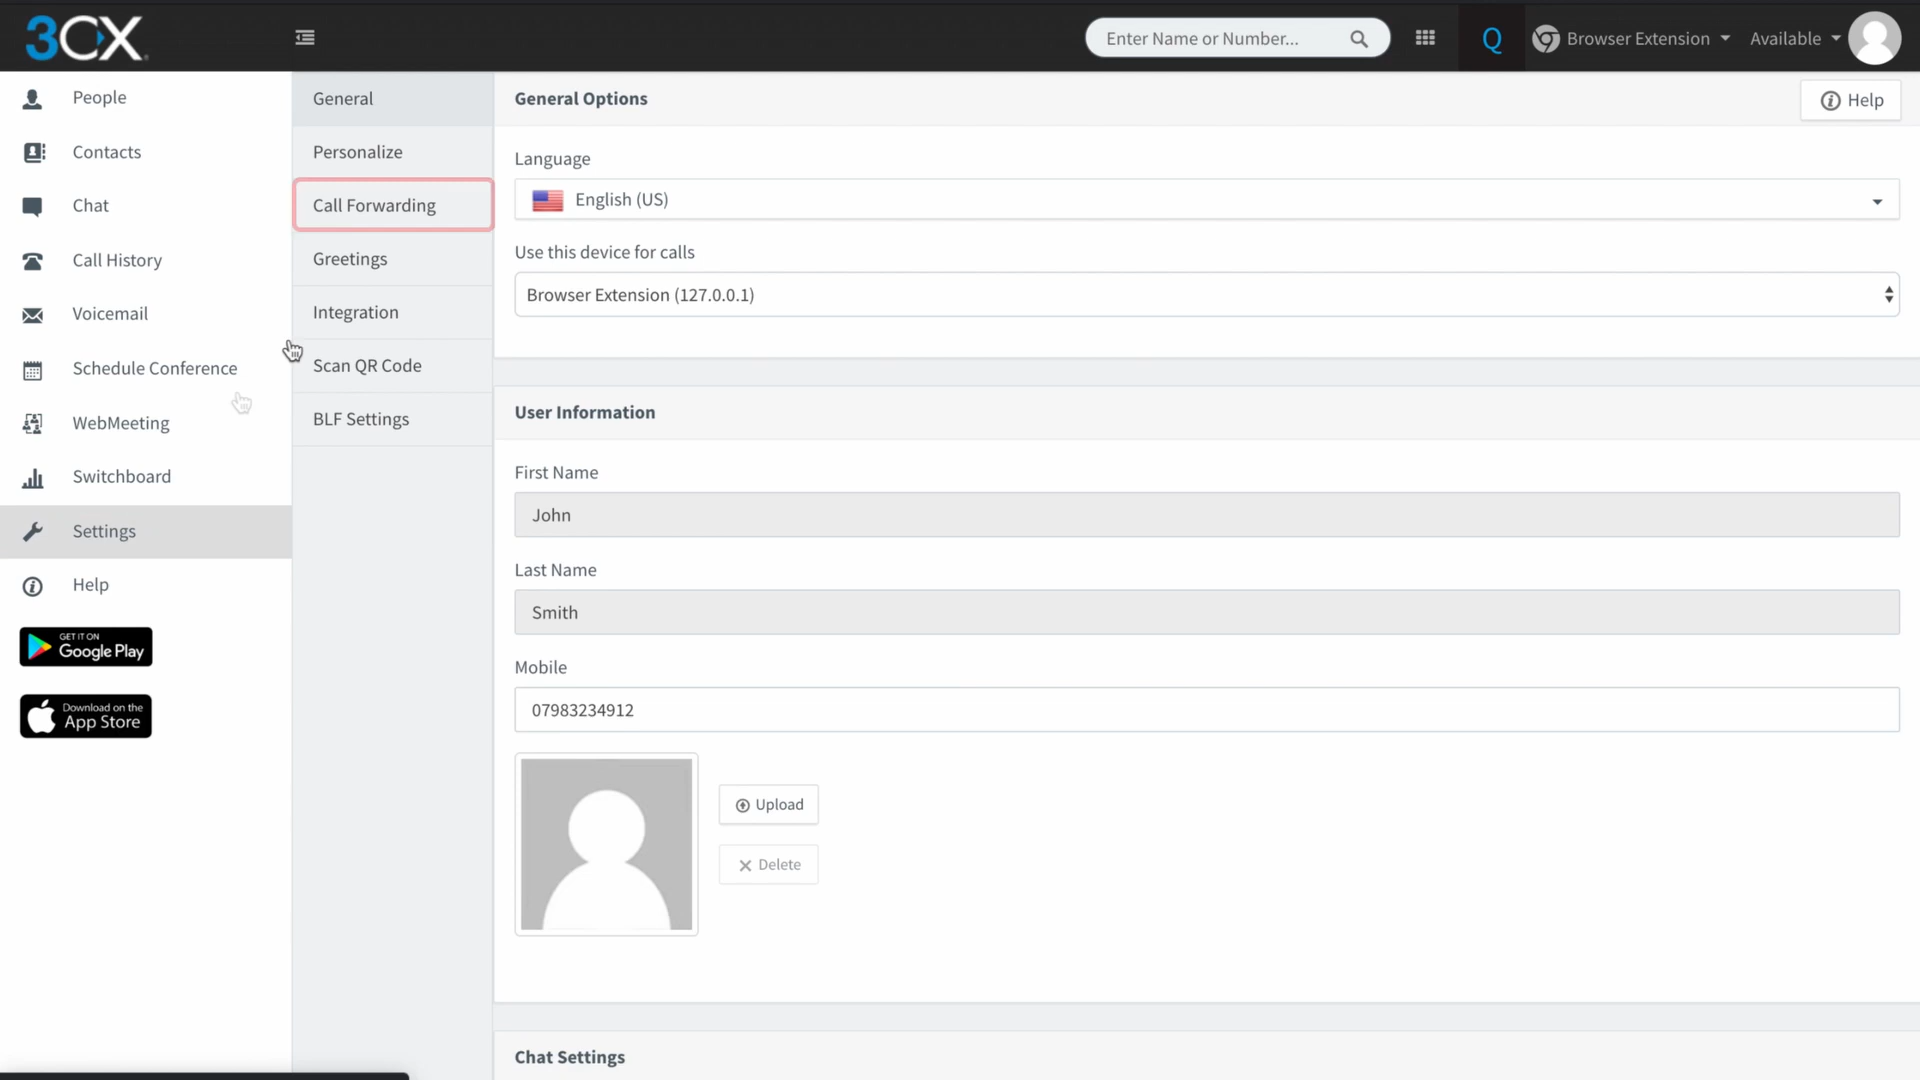 3CX
Enter Name or Number...
Q
Browser Extension
Available
People
Contacts
Chat
Call History
Voicemail
Schedule Conference
WebMeeting
Switchboard
Settings
Help
GET IT ON
Google Play
Download on the
App Store
General
Personalize
Call Forwarding
Greetings
Integration
Scan QR Code
BLF Settings
General Options
Help
Language
English (US)
Use this device for calls
Browser Extension (127.0.0.1)
User Information
First Name
John
Last Name
Smith
Mobile
07983234912
Upload
Delete
Chat Settings